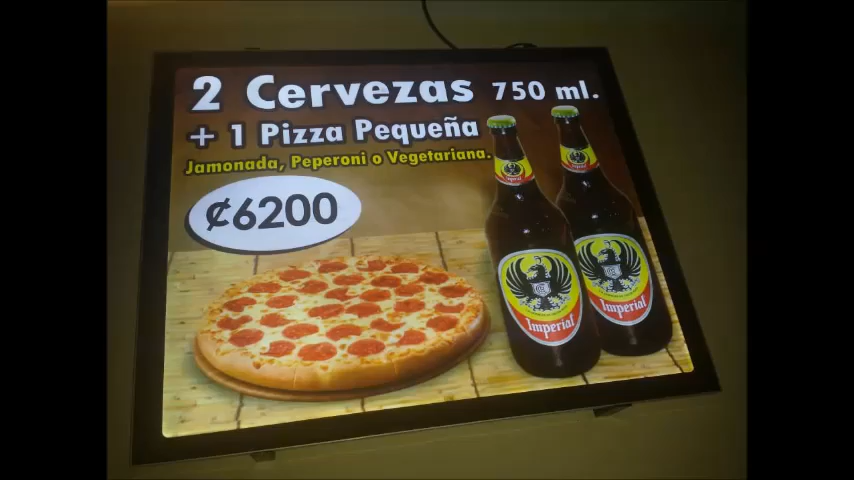 2 Cervezas 750 ml.
+ 1 Pizza Pequeña
Jamonada, Peperoni o Vegetariana.
¢6200
Imperial
Imperial